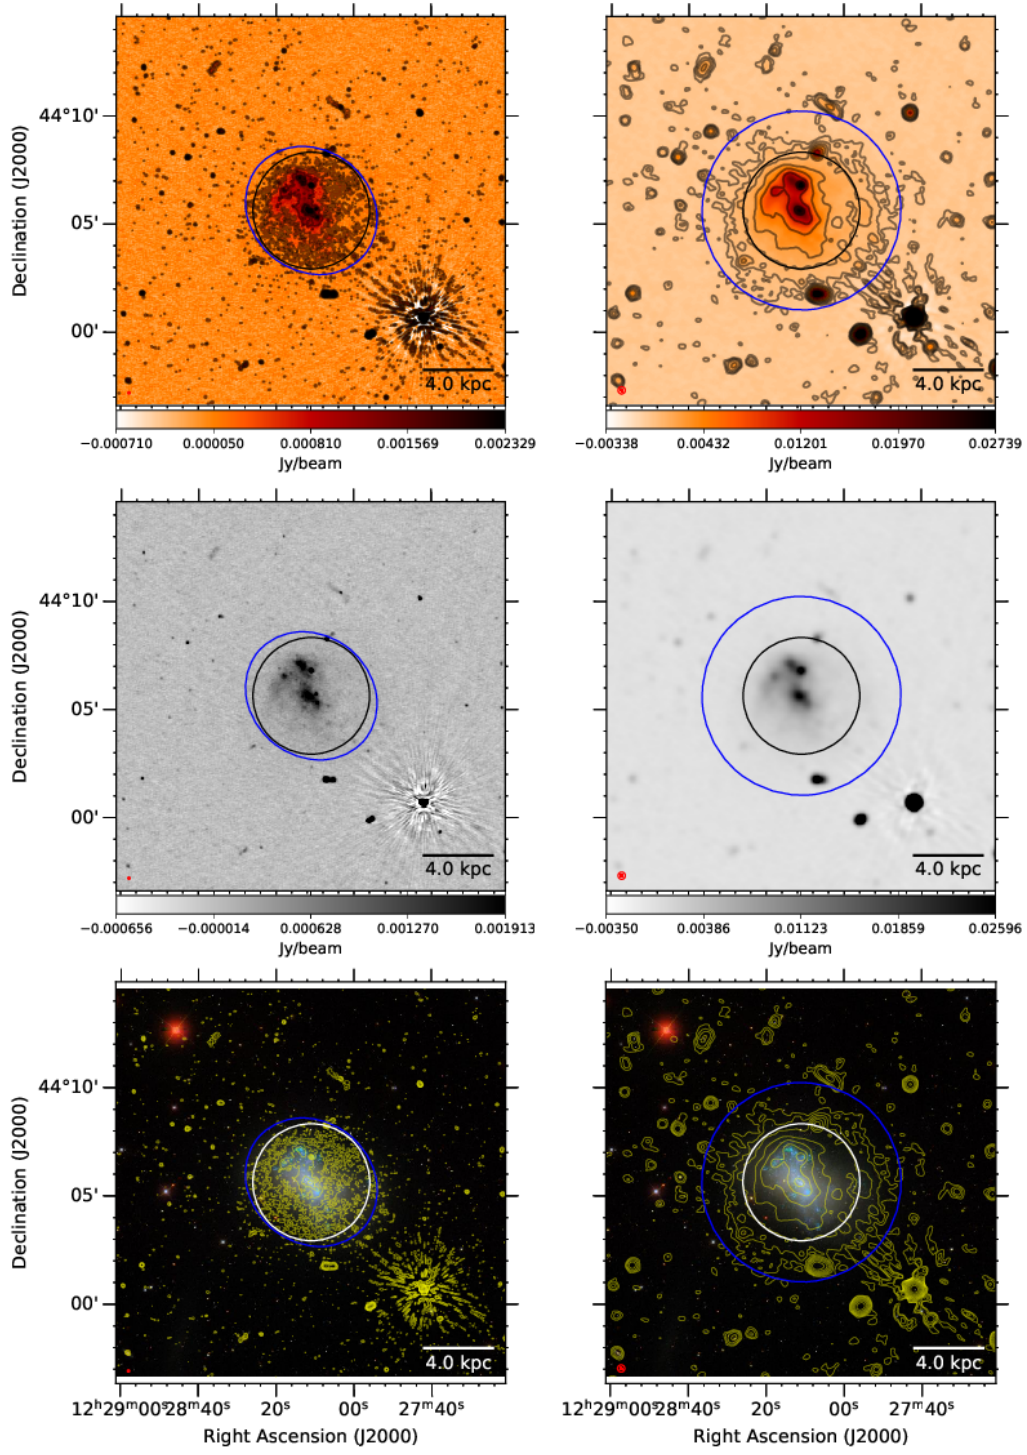 44°10'
05'
00'
Declination (J2000)
4.0 kpc
4.0 kpc
−0.000710 0.000050 0.000810 0.001569 0.002329
Jy/beam
−0.00338 0.00432 0.01201 0.01970 0.02739
Jy/beam
44°10'
05'
00'
Declination (J2000)
4.0 kpc
4.0 kpc
−0.000656 −0.000014 0.000628 0.001270 0.001913
Jy/beam
−0.00350 0.00386 0.01123 0.01859 0.02596
Jy/beam
44°10'
05'
00'
Declination (J2000)
4.0 kpc
4.0 kpc
12ʰ29ᵐ00ˢ28ᵐ40ˢ 20ˢ 00ˢ 27ᵐ40ˢ
Right Ascension (J2000)
12ʰ29ᵐ00ˢ28ᵐ40ˢ 20ˢ 00ˢ 27ᵐ40ˢ
Right Ascension (J2000)